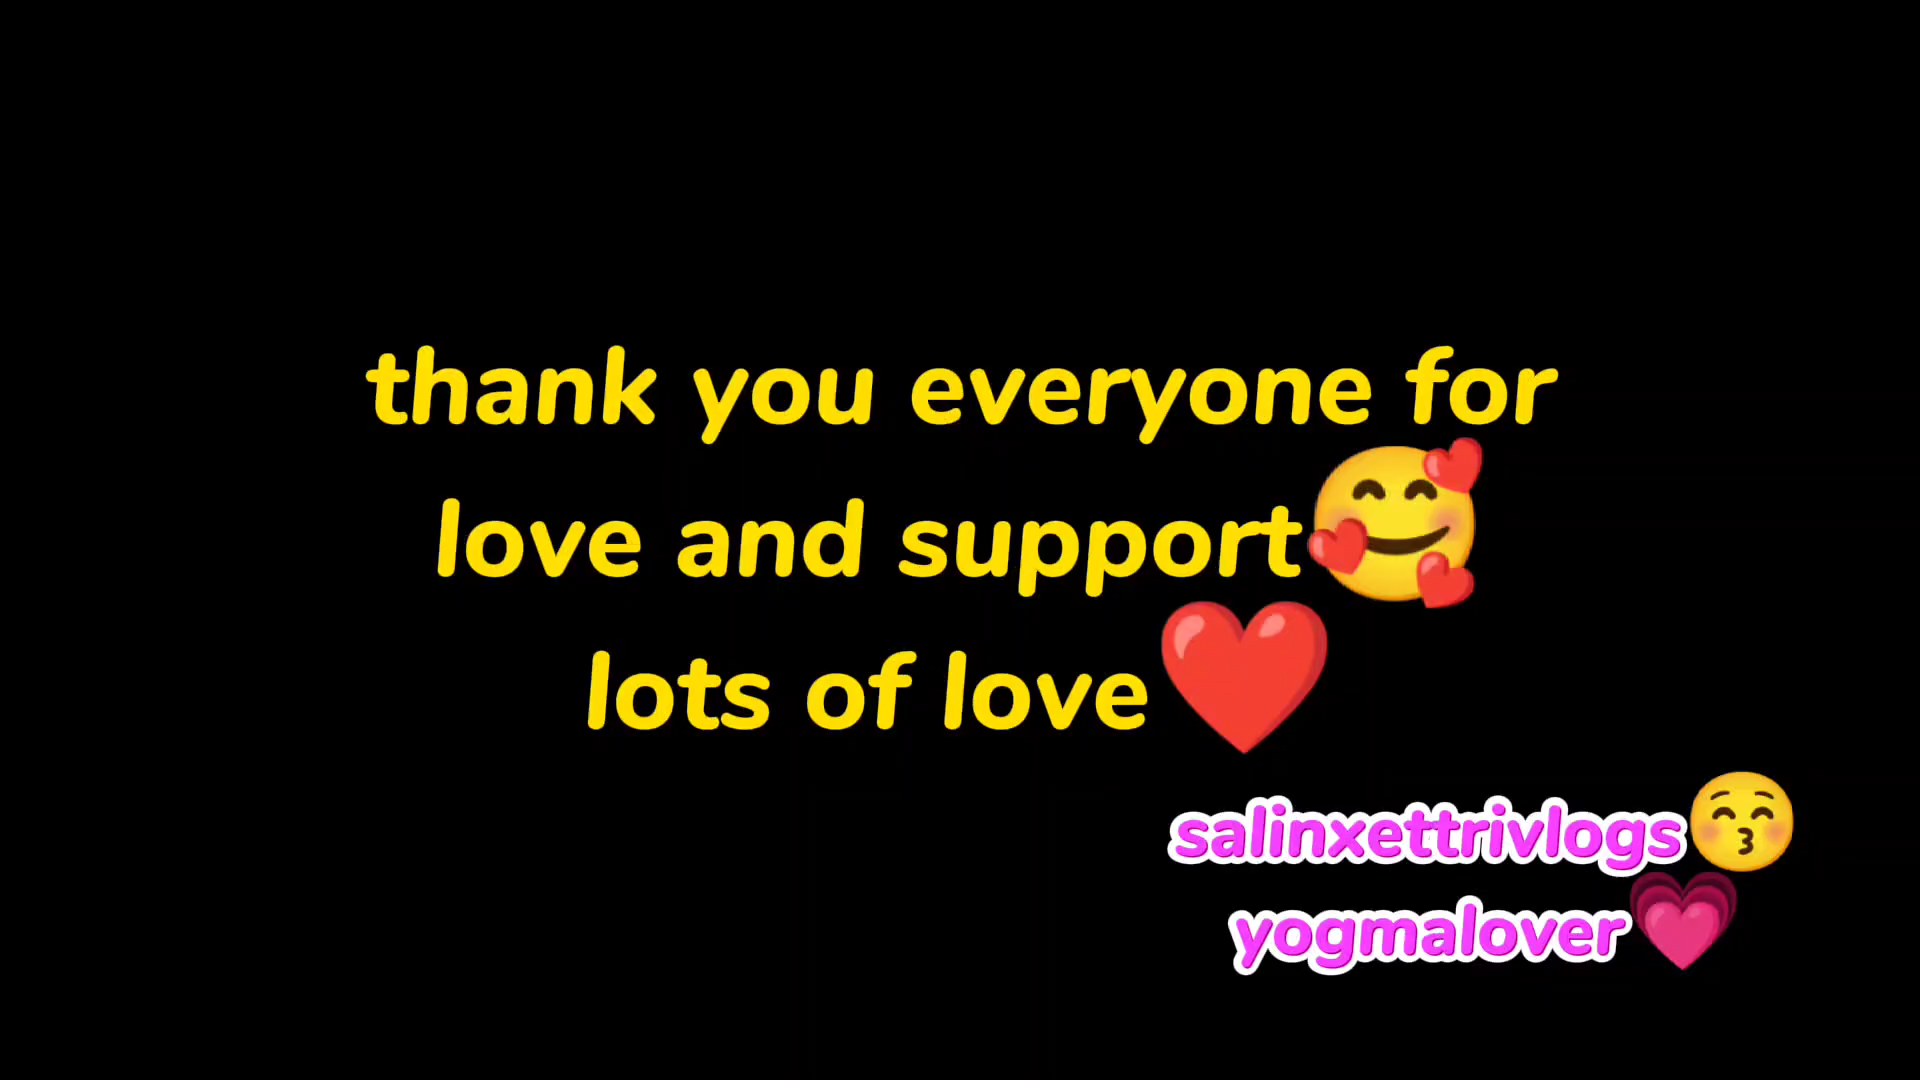 thank you everyone for
love and support🥰
lots of love❤️
salinxettrivlogs😚
yogmalover💗